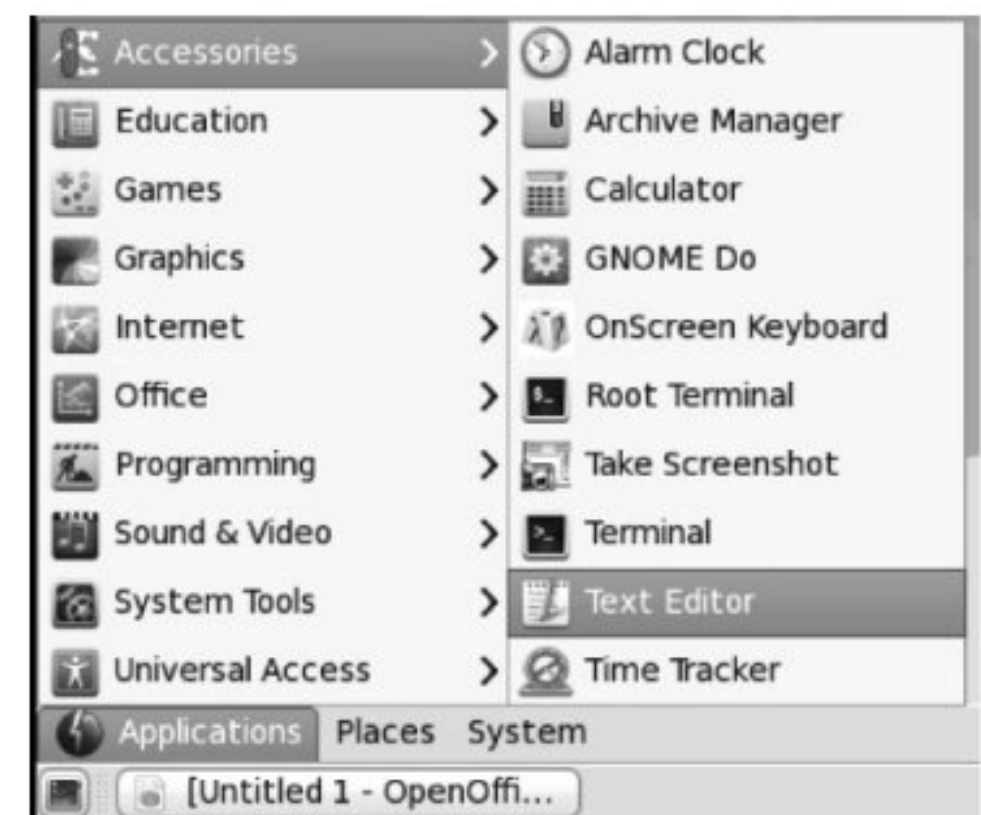 Accessories
Education
Games
Graphics
Internet
Office
Programming
Sound & Video
System Tools
Universal Access
Alarm Clock
Archive Manager
Calculator
GNOME Do
OnScreen Keyboard
Root Terminal
Take Screenshot
Terminal
Text Editor
Time Tracker
Applications Places System
[Untitled 1 - OpenOffi...